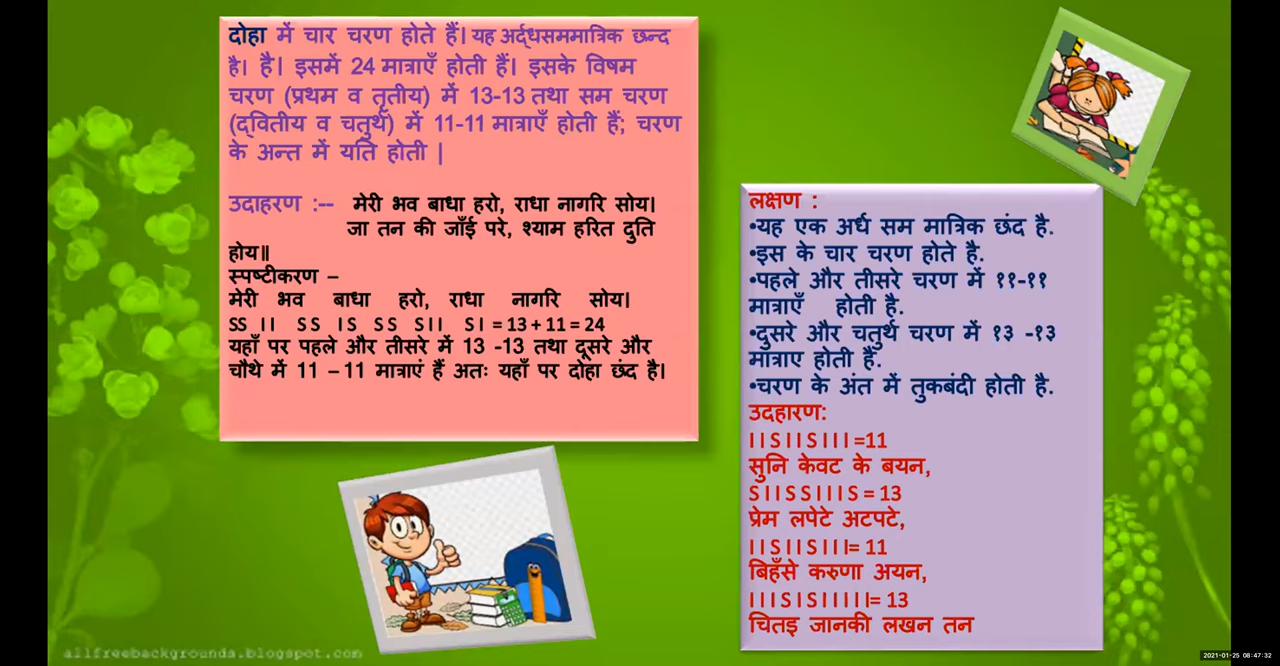 दोहा में चार चरण होते हैं। यह अर्द्धसममात्रिक छन्द
है। है। इसमें 24 मात्राएँ होती हैं। इसके विषम
चरण (प्रथम व तृतीय) में 13-13 तथा सम चरण
(द्वितीय व चतुर्थ) में 11-11 मात्राएँ होती हैं; चरण
के अन्त में यति होती |
उदाहरण :-- मेरी भव बाधा हरो, राधा नागरि सोय।
जा तन की जाँई परे, श्याम हरित दुति
होय॥
स्पष्टीकरण –
मेरी भव बाधा हरो, राधा नागरि सोय।
SS I I S S I S S S S I I S I = 13 + 11 = 24
यहाँ पर पहले और तीसरे में 13 -13 तथा दूसरे और
चौथे में 11 – 11 मात्राएं हैं अतः यहाँ पर दोहा छंद है।
लक्षण :
•यह एक अर्ध सम मात्रिक छंद है.
•इस के चार चरण होते है.
•पहले और तीसरे चरण में ११-११
मात्राएँ होती है.
•दुसरे और चतुर्थ चरण में १३ -१३
मात्राए होती हैं.
•चरण के अंत में तुकबंदी होती है.
उदहारण:
I I S I I S I I I =11
सुनि केवट के बयन,
S I I S S I I I S = 13
प्रेम लपेटे अटपटे,
I I S I I S I I I= 11
बिहँसे करुणा अयन,
I I I S I S I I I I I= 13
चितइ जानकी लखन तन
allfreebackgrounds.blogspot.com
2021-01-25 08:47:32